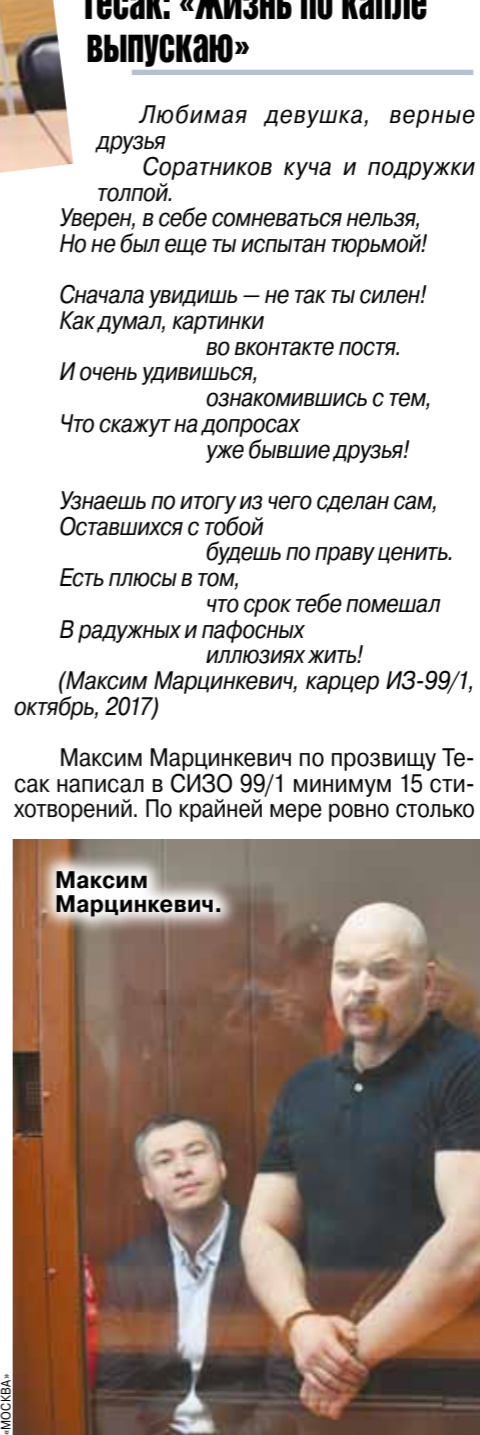 Тесак: «Жизнь по капле
выпускаю»
Любимая девушка, верные
друзья
Соратников куча и подружки
толпой.
Уверен, в себе сомневаться нельзя,
Но не был еще ты испытан тюрьмой!
Сначала увидишь — не так ты силен!
Как думал, картинки
во вконтакте постя.
И очень удивишься,
ознакомившись с тем,
Что скажут на допросах
уже бывшие друзья!
Узнаешь по итогу из чего сделан сам,
Оставшихся с тобой
будешь по праву ценить.
Есть плюсы в том,
что срок тебе помешал
В радужных и пафосных
иллюзиях жить!
(Максим Марцинкевич, карцер ИЗ-99/1,
октябрь, 2017)
Максим Марцинкевич по прозвищу Те-
сак написал в СИЗО 99/1 минимум 15 сти-
хотворений. По крайней мере ровно столько
Максим
Марцинкевич.
«МОСКВА»